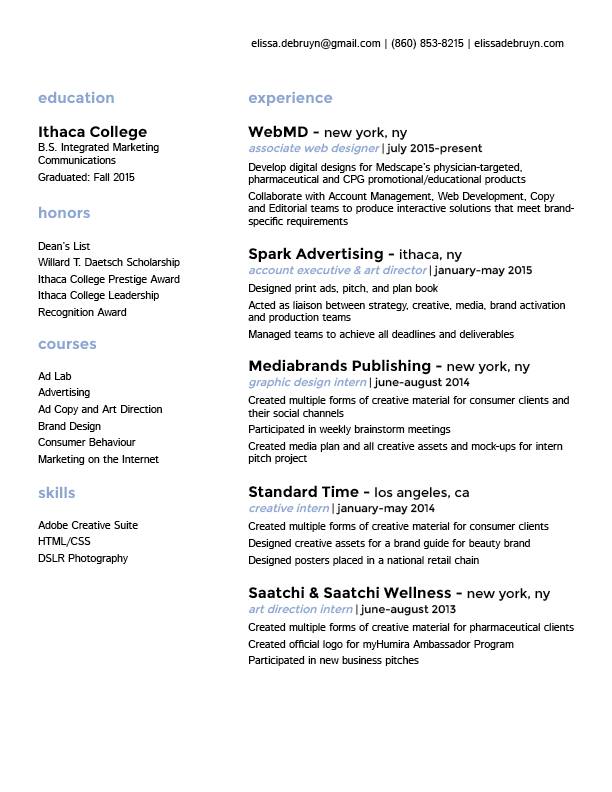 elissa.debruyn@gmail.com | (860) 853-8215 | elissadebruyn.com
education
Ithaca College
B.S. Integrated Marketing
Communications
Graduated: Fall 2015
honors
Dean's List
Willard T. Daetsch Scholarship
Ithaca College Prestige Award
Ithaca College Leadership
Recognition Award
courses
Ad Lab
Advertising
Ad Copy and Art Direction
Brand Design
Consumer Behaviour
Marketing on the Internet
skills
Adobe Creative Suite
HTML/CSS
DSLR Photography
experience
WebMD - new york, ny
associate web designer | july 2015-present
Develop digital designs for Medscape's physician-targeted,
pharmaceutical and CPG promotional/educational products
Collaborate with Account Management, Web Development, Copy
and Editorial teams to produce interactive solutions that meet brand-
specific requirements
Spark Advertising - ithaca, ny
account executive & art director | january-may 2015
Designed print ads, pitch, and plan book
Acted as liaison between strategy, creative, media, brand activation
and production teams
Managed teams to achieve all deadlines and deliverables
Mediabrands Publishing - new york, ny
graphic design intern | june-august 2014
Created multiple forms of creative material for consumer clients and
their social channels
Participated in weekly brainstorm meetings
Created media plan and all creative assets and mock-ups for intern
pitch project
Standard Time - los angeles, ca
creative intern | january-may 2014
Created multiple forms of creative material for consumer clients
Designed creative assets for a brand guide for beauty brand
Designed posters placed in a national retail chain
Saatchi & Saatchi Wellness - new york, ny
art direction intern | june-august 2013
Created multiple forms of creative material for pharmaceutical clients
Created official logo for myHumira Ambassador Program
Participated in new business pitches